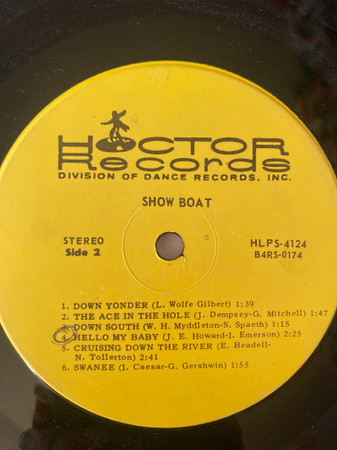 HOCTOR
Records
DIVISION OF DANCE RECORDS, INC.
SHOW BOAT
STEREO
Side 2
HLPS-4124
B4RS-0174
1. DOWN YONDER (L. Wolfe Gilbert) 1:39
2. THE ACE IN THE HOLE (J. Dempsey-G. Mitchell) 1:47
3. DOWN SOUTH (W. H. Myddleton-S. Spaeth) 1:15
4. HELLO MY BABY (J. E. Howard-I. Emerson) 2:25
5. CRUISING DOWN THE RIVER (E. Beadell-
N. Tollerton) 2:41
6. SWANEE (I. Caesar-G. Gershwin) 1:55